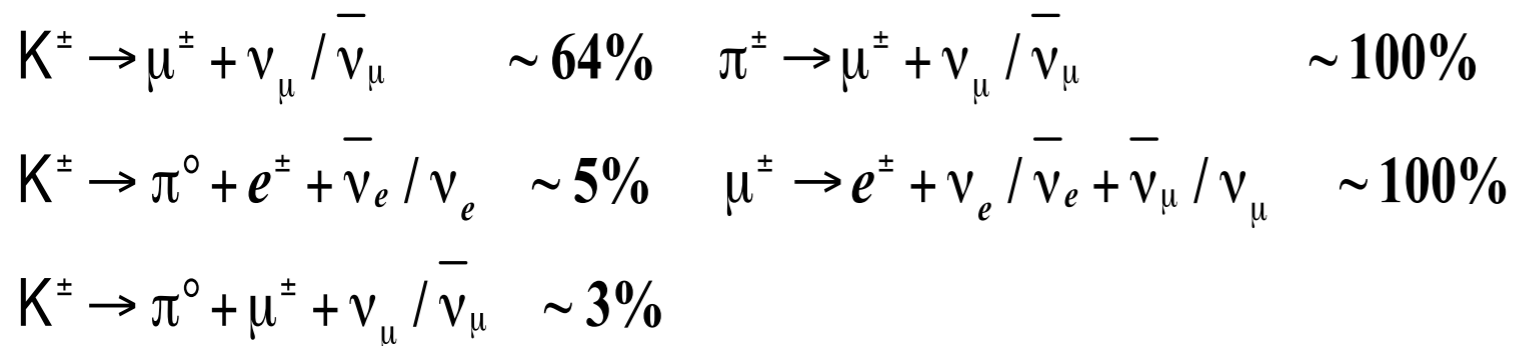 K± → μ± + ν_μ / ν̄_μ ~ 64% π± → μ± + ν_μ / ν̄_μ ~ 100%
K± → π° + e± + ν̄_e / ν_e ~ 5% μ± → e± + ν_e / ν̄_e + ν̄_μ / ν_μ ~ 100%
K± → π° + μ± + ν_μ / ν̄_μ ~ 3%